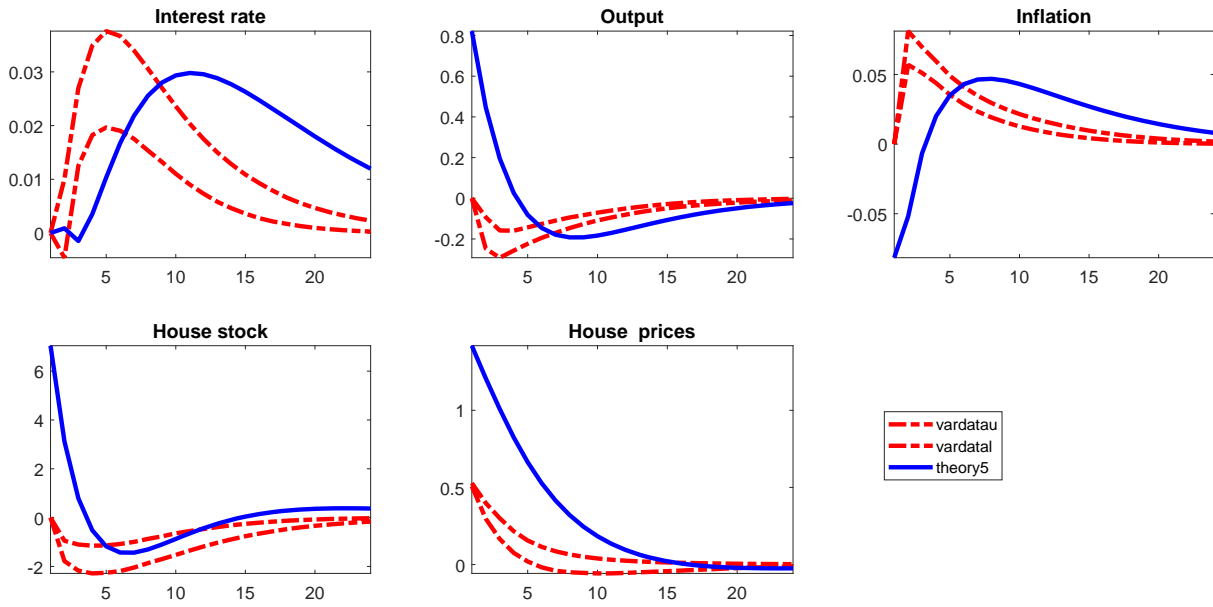 Interest rate
0.03
0.02
0.01
0
5 10 15 20
Output
0.8
0.6
0.4
0.2
0
-0.2
5 10 15 20
Inflation
0.05
0
-0.05
5 10 15 20
House stock
6
4
2
0
-2
5 10 15 20
House prices
1
0.5
0
5 10 15 20
vardatau
vardatal
theory5